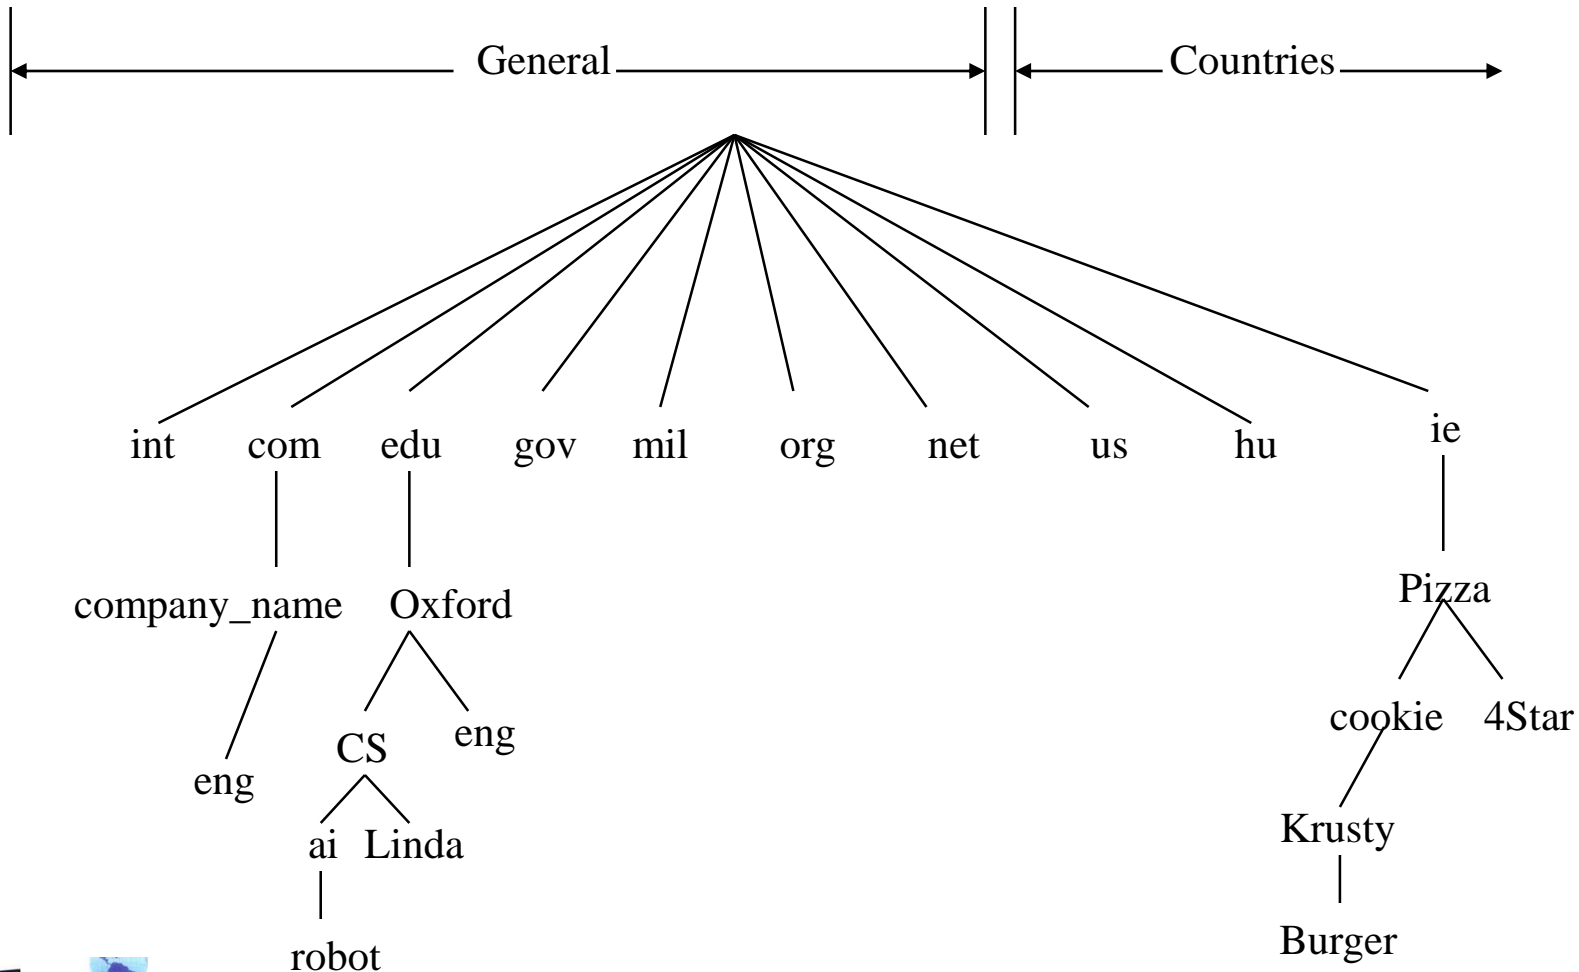 General Countries
int com edu gov mil org net us hu ie
company_name Oxford Pizza
CS eng cookie 4Star
eng
ai Linda Krusty
robot Burger